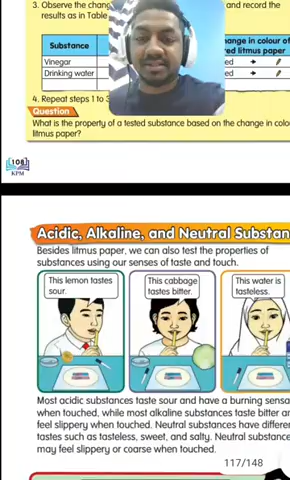 3. Observe the chang
and record the
results as in Table
Substance
hange in colour of
red litmus paper
Vinegar
ed
Drinking water
ed
4. Repeat steps 1 to 3
Question
What is the property of a tested substance based on the change in colo
litmus paper?
108
KPM
Acidic, Alkaline, and Neutral Substan
Besides litmus paper, we can also test the properties of
substances using our senses of taste and touch.
This lemon tastes
sour.
This cabbage
tastes bitter.
This water is
tasteless.
Most acidic substances taste sour and have a burning sensa
when touched, while most alkaline substances taste bitter an
feel slippery when touched. Neutral substances have differen
tastes such as tasteless, sweet, and salty. Neutral substance
may feel slippery or coarse when touched.
117/148